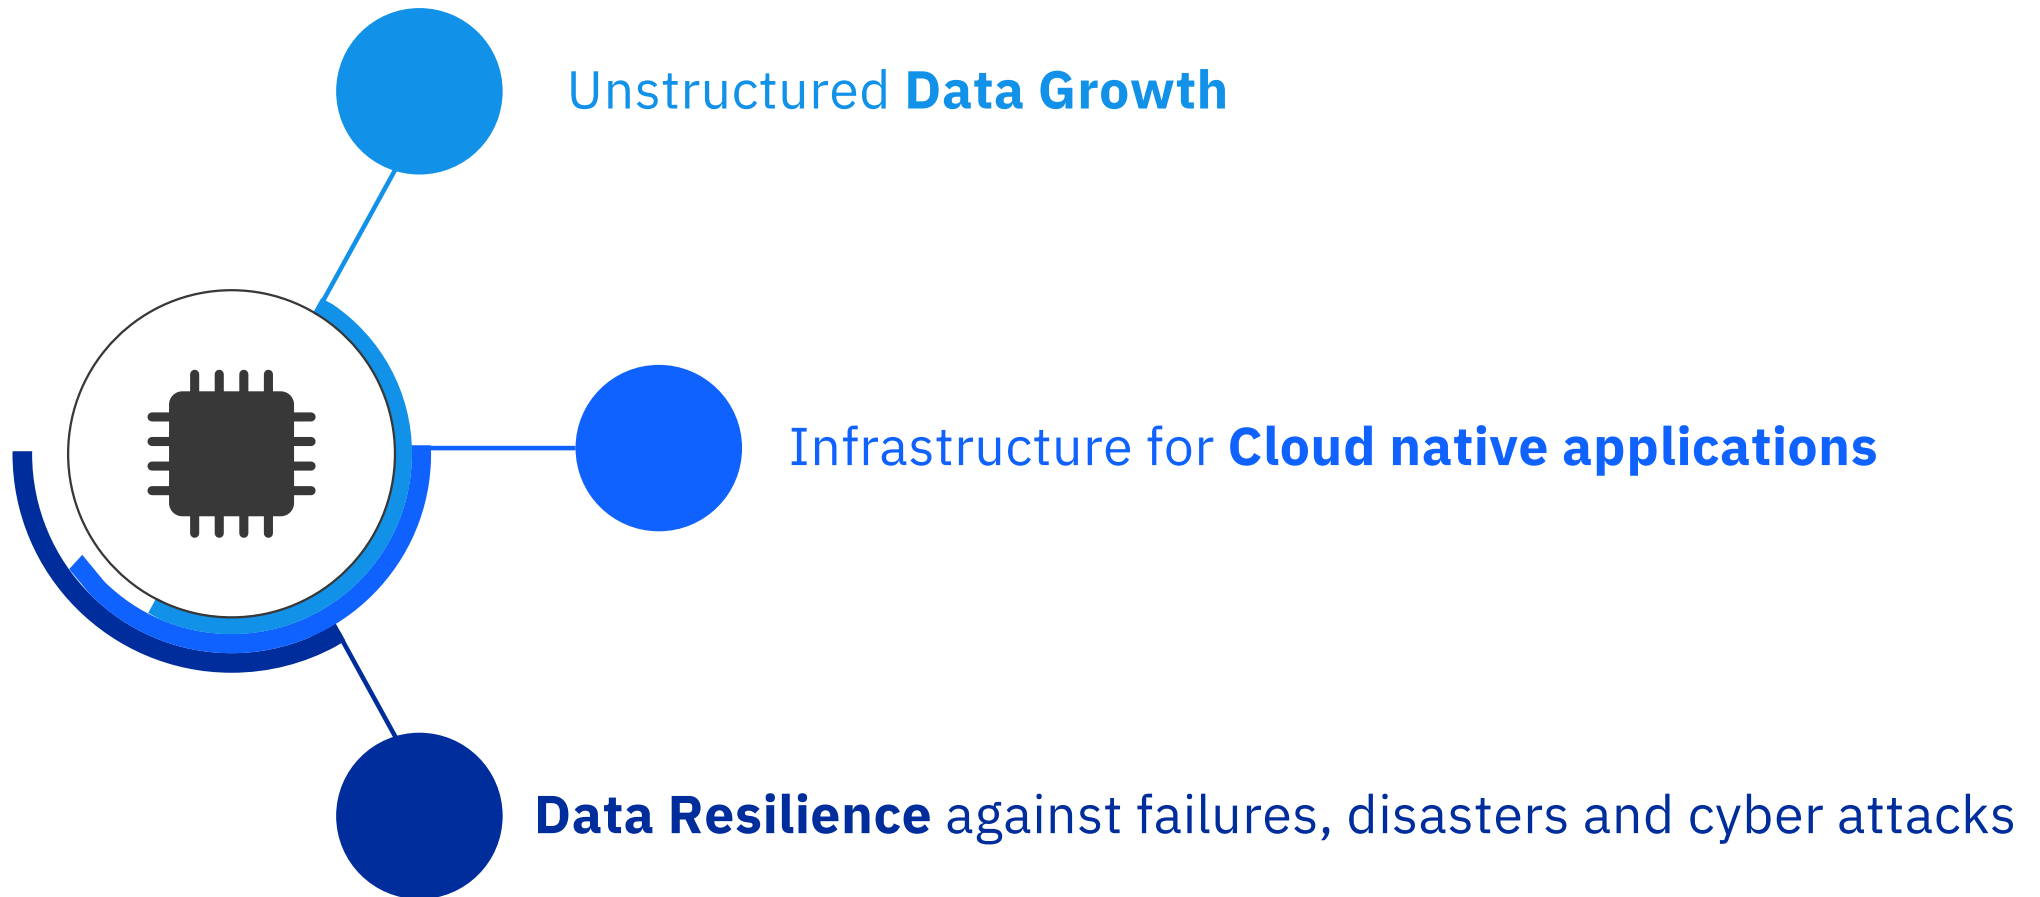 Unstructured Data Growth
Infrastructure for Cloud native applications
Data Resilience against failures, disasters and cyber attacks